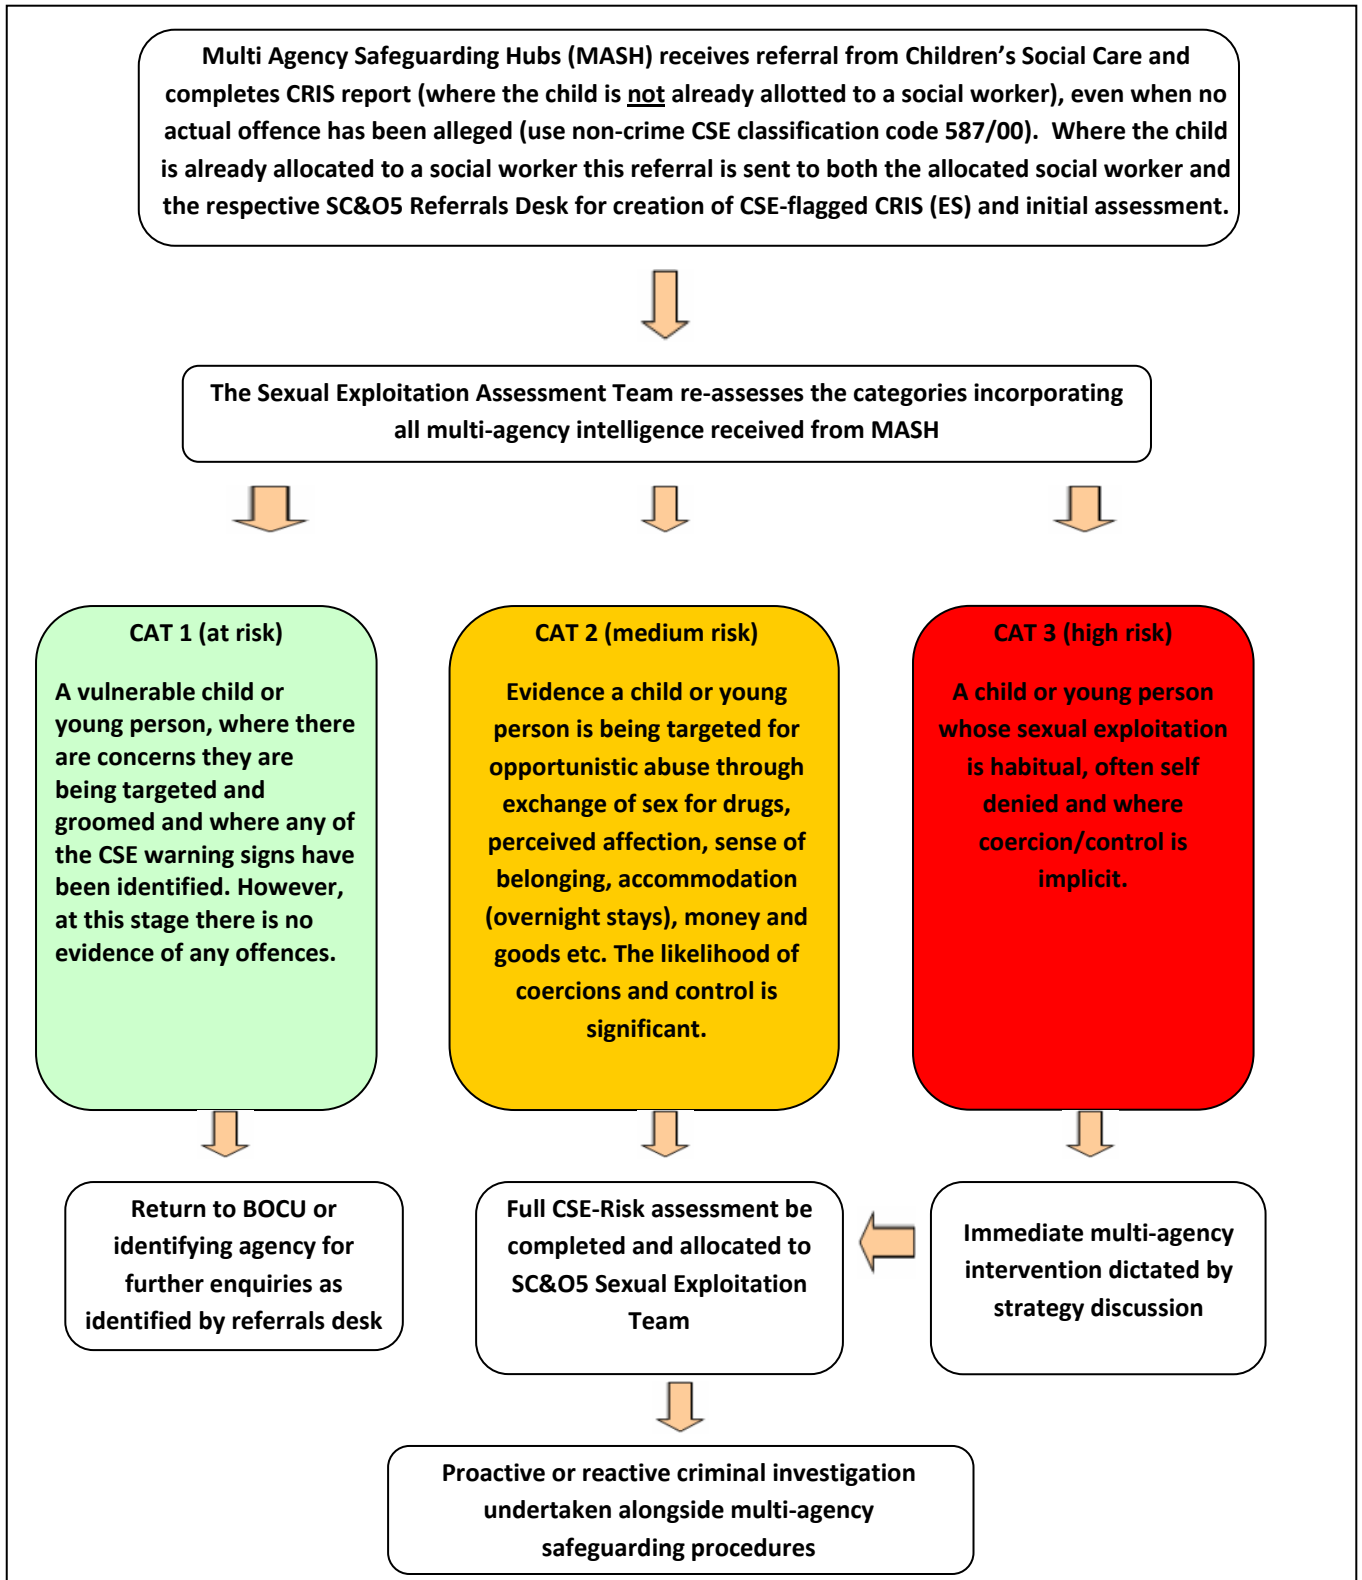 Multi Agency Safeguarding Hubs (MASH) receives referral from Children’s Social Care and
completes CRIS report (where the child is not already allotted to a social worker), even when no
actual offence has been alleged (use non-crime CSE classification code 587/00).  Where the child
is already allocated to a social worker this referral is sent to both the allocated social worker and
the respective SC&O5 Referrals Desk for creation of CSE-flagged CRIS (ES) and initial assessment.
The Sexual Exploitation Assessment Team re-assesses the categories incorporating
all multi-agency intelligence received from MASH
CAT 1 (at risk)
A vulnerable child or
young person, where there
are concerns they are
being targeted and
groomed and where any of
the CSE warning signs have
been identified. However,
at this stage there is no
evidence of any offences.
CAT 2 (medium risk)
Evidence a child or young
person is being targeted for
opportunistic abuse through
exchange of sex for drugs,
perceived affection, sense of
belonging, accommodation
(overnight stays), money and
goods etc. The likelihood of
coercions and control is
significant.
CAT 3 (high risk)
A child or young person
whose sexual exploitation
is habitual, often self
denied and where
coercion/control is
implicit.
Return to BOCU or
identifying agency for
further enquiries as
identified by referrals desk
Full CSE-Risk assessment be
completed and allocated to
SC&O5 Sexual Exploitation
Team
Immediate multi-agency
intervention dictated by
strategy discussion
Proactive or reactive criminal investigation
undertaken alongside multi-agency
safeguarding procedures